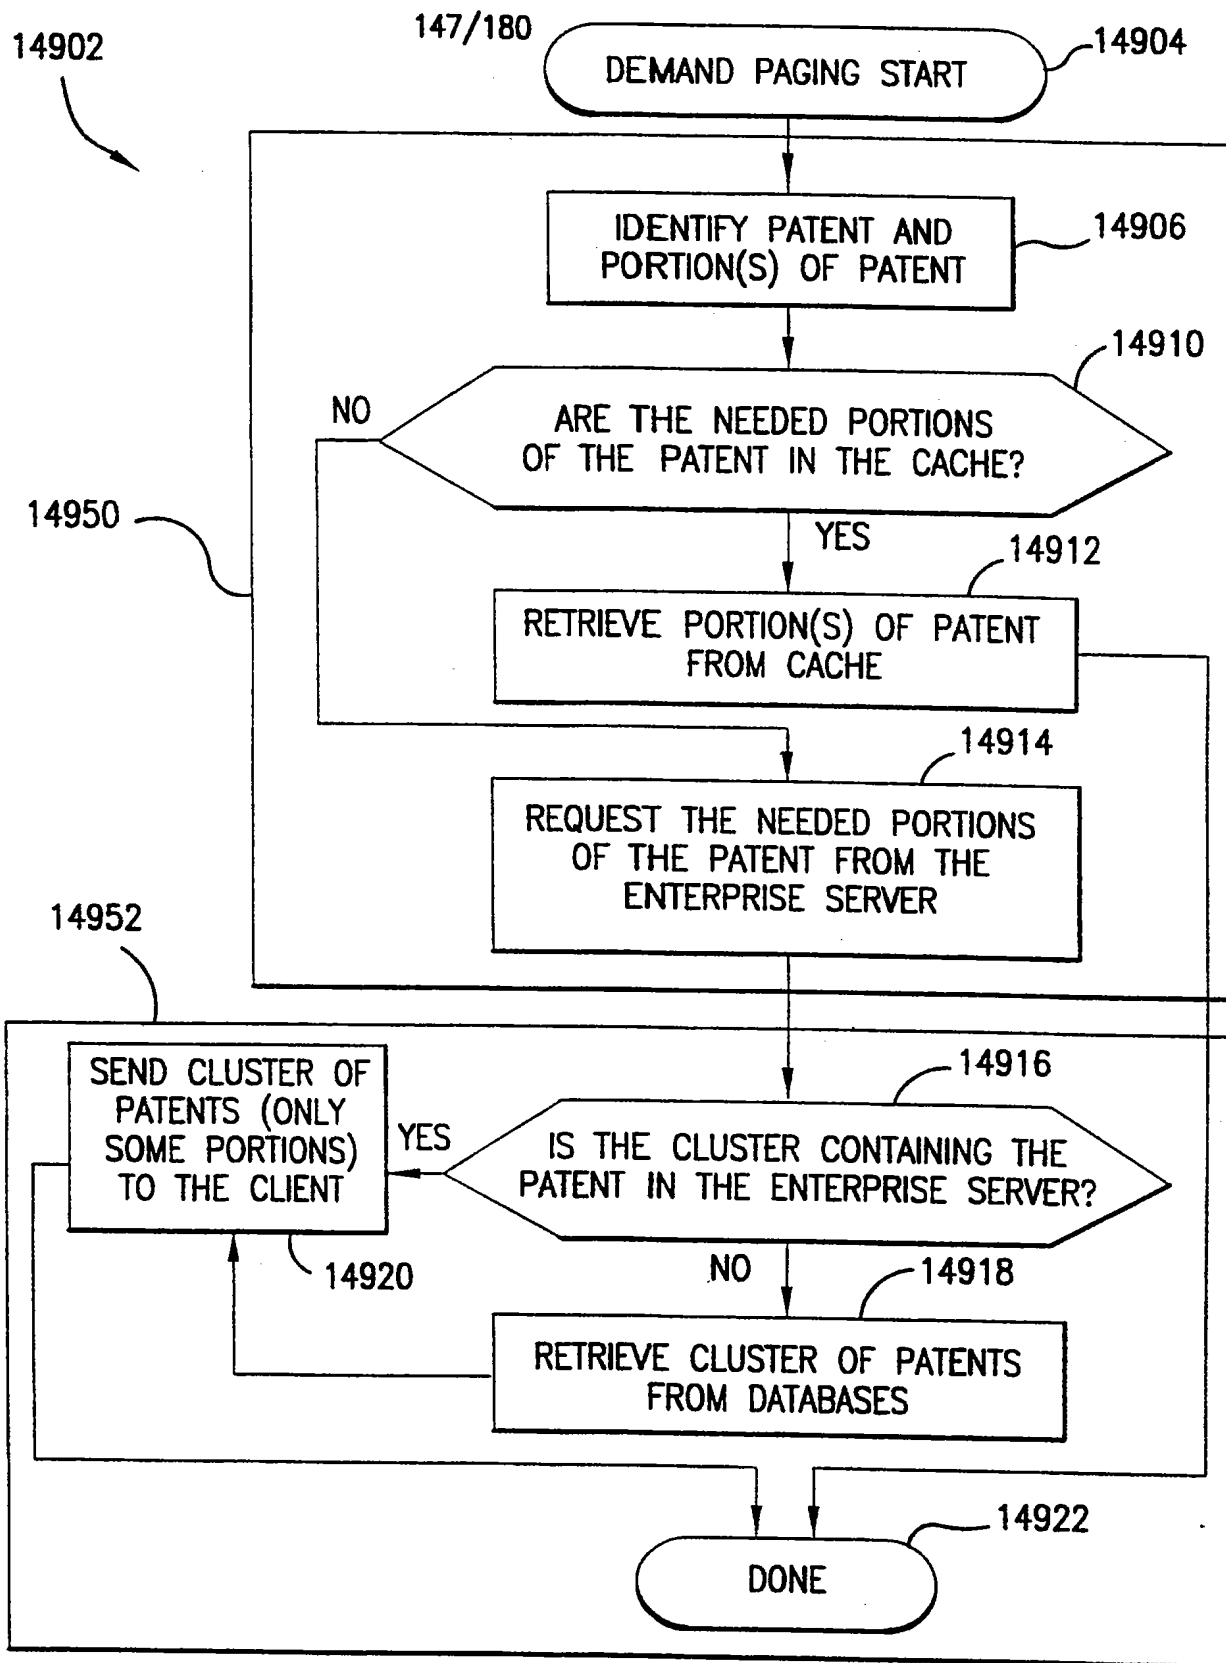 147/180
14902
14904
DEMAND PAGING START
14906
IDENTIFY PATENT AND
PORTION(S) OF PATENT
14910
NO
ARE THE NEEDED PORTIONS
OF THE PATENT IN THE CACHE?
14950
YES
14912
RETRIEVE PORTION(S) OF PATENT
FROM CACHE
14914
REQUEST THE NEEDED PORTIONS
OF THE PATENT FROM THE
ENTERPRISE SERVER
14952
SEND CLUSTER OF
PATENTS (ONLY
SOME PORTIONS)
TO THE CLIENT
YES
14916
IS THE CLUSTER CONTAINING THE
PATENT IN THE ENTERPRISE SERVER?
14920
NO
14918
RETRIEVE CLUSTER OF PATENTS
FROM DATABASES
14922
DONE